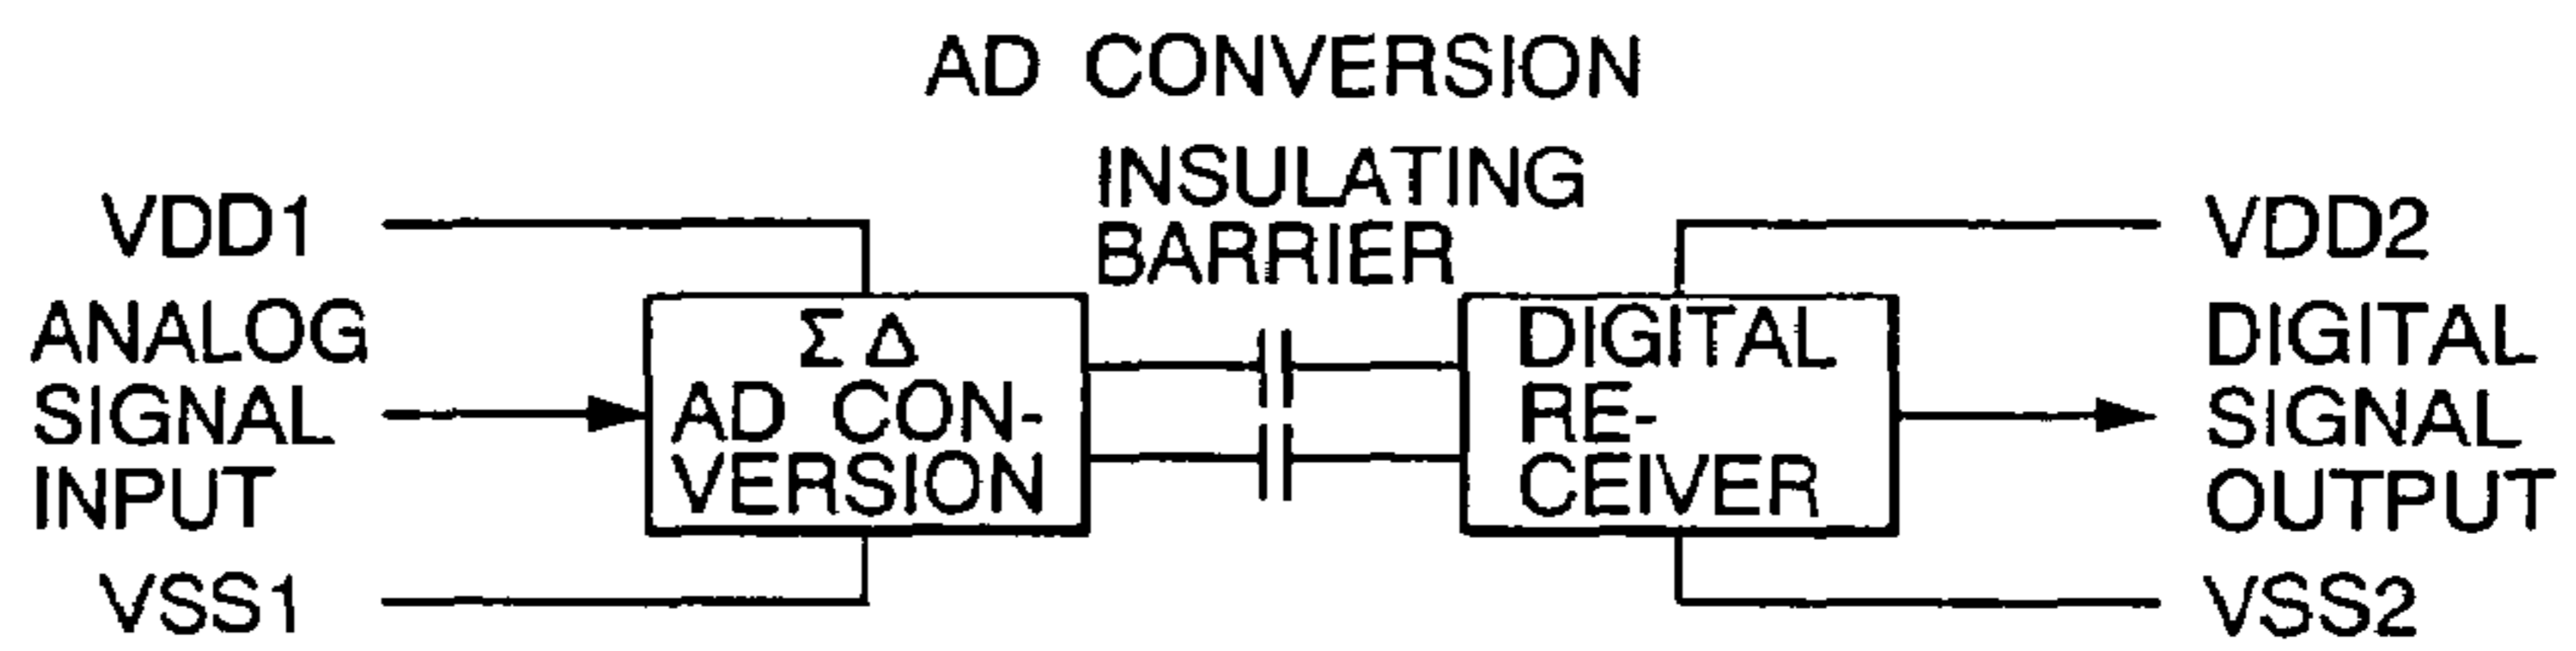 AD CONVERSION
INSULATING
BARRIER
VDD1
ANALOG
SIGNAL
INPUT
VSS1
ΣΔ
AD CON-
VERSION
DIGITAL
RE-
CEIVER
VDD2
DIGITAL
SIGNAL
OUTPUT
VSS2